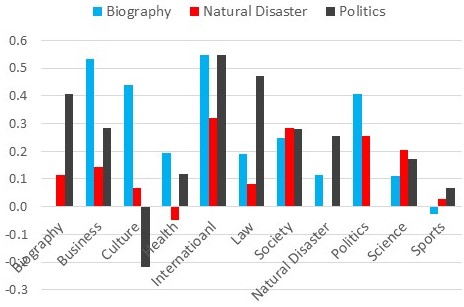 Biography Natural Disaster Politics
0.6
0.5
0.4
0.3
0.2
0.1
0.0
-0.1
-0.2
-0.3
Biography
Business
Culture
Health
Internatioanl
Law
Society
Natural Disaster
Politics
Science
Sports